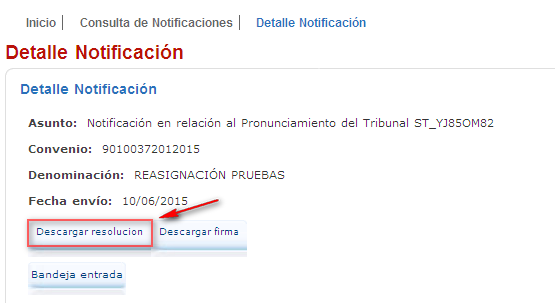 Inicio | Consulta de Notificaciones | Detalle Notificación
Detalle Notificación
Detalle Notificación
Asunto: Notificación en relación al Pronunciamiento del Tribunal ST_YJ85OM82
Convenio: 90100372012015
Denominación: REASIGNACIÓN PRUEBAS
Fecha envío: 10/06/2015
Descargar resolucion Descargar firma
Bandeja entrada